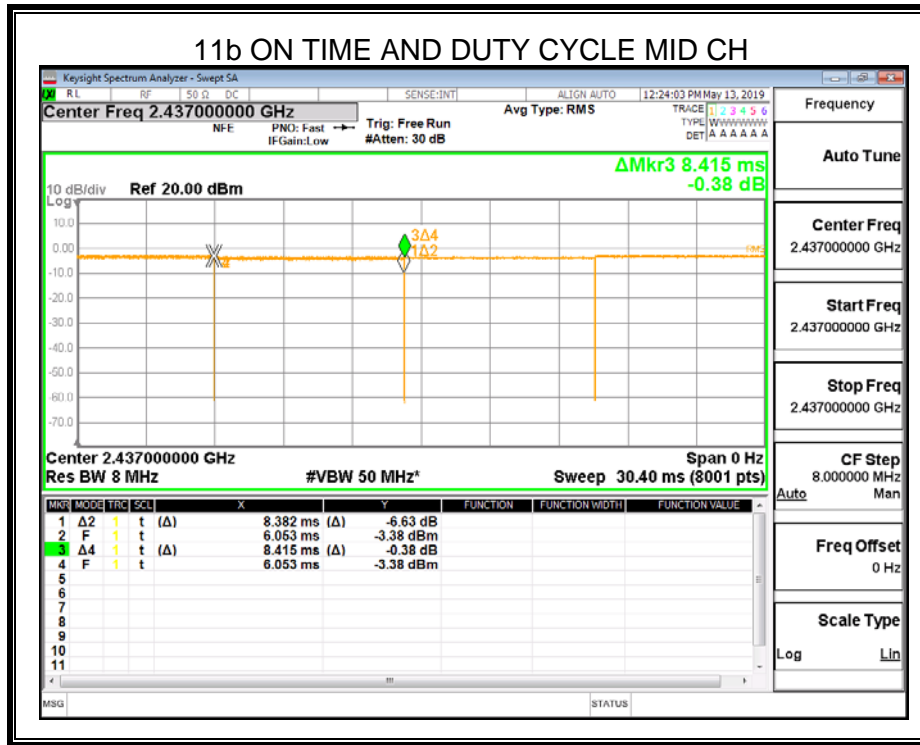 11b ON TIME AND DUTY CYCLE MID CH
Keysight Spectrum Analyzer - Swept SA
RL RF 50 Ω DC SENSE:INT ALIGN AUTO 12:24:03 PM May 13, 2019
Center Freq 2.437000000 GHz
NFE PNO: Fast IFGain:Low
Trig: Free Run #Atten: 30 dB
Avg Type: RMS
TRACE 1 2 3 4 5 6
TYPE WWWWWW
DET A A A A A A
Frequency
ΔMkr3 8.415 ms
-0.38 dB
10 dB/div Ref 20.00 dBm
Log
10.0
0.00
-10.0
-20.0
-30.0
-40.0
-50.0
-60.0
-70.0
3Δ4
1Δ2
RMS
Center 2.437000000 GHz Span 0 Hz
Res BW 8 MHz #VBW 50 MHz* Sweep 30.40 ms (8001 pts)
MKR MODE TRC SCL X Y FUNCTION FUNCTION WIDTH FUNCTION VALUE
1 Δ2 1 t (Δ) 8.382 ms (Δ) -6.63 dB
2 F 1 t 6.053 ms -3.38 dBm
3 Δ4 1 t (Δ) 8.415 ms (Δ) -0.38 dB
4 F 1 t 6.053 ms -3.38 dBm
5
6
7
8
9
10
11
MSG STATUS
Auto Tune
Center Freq
2.437000000 GHz
Start Freq
2.437000000 GHz
Stop Freq
2.437000000 GHz
CF Step
8.000000 MHz
Auto Man
Freq Offset
0 Hz
Scale Type
Log Lin